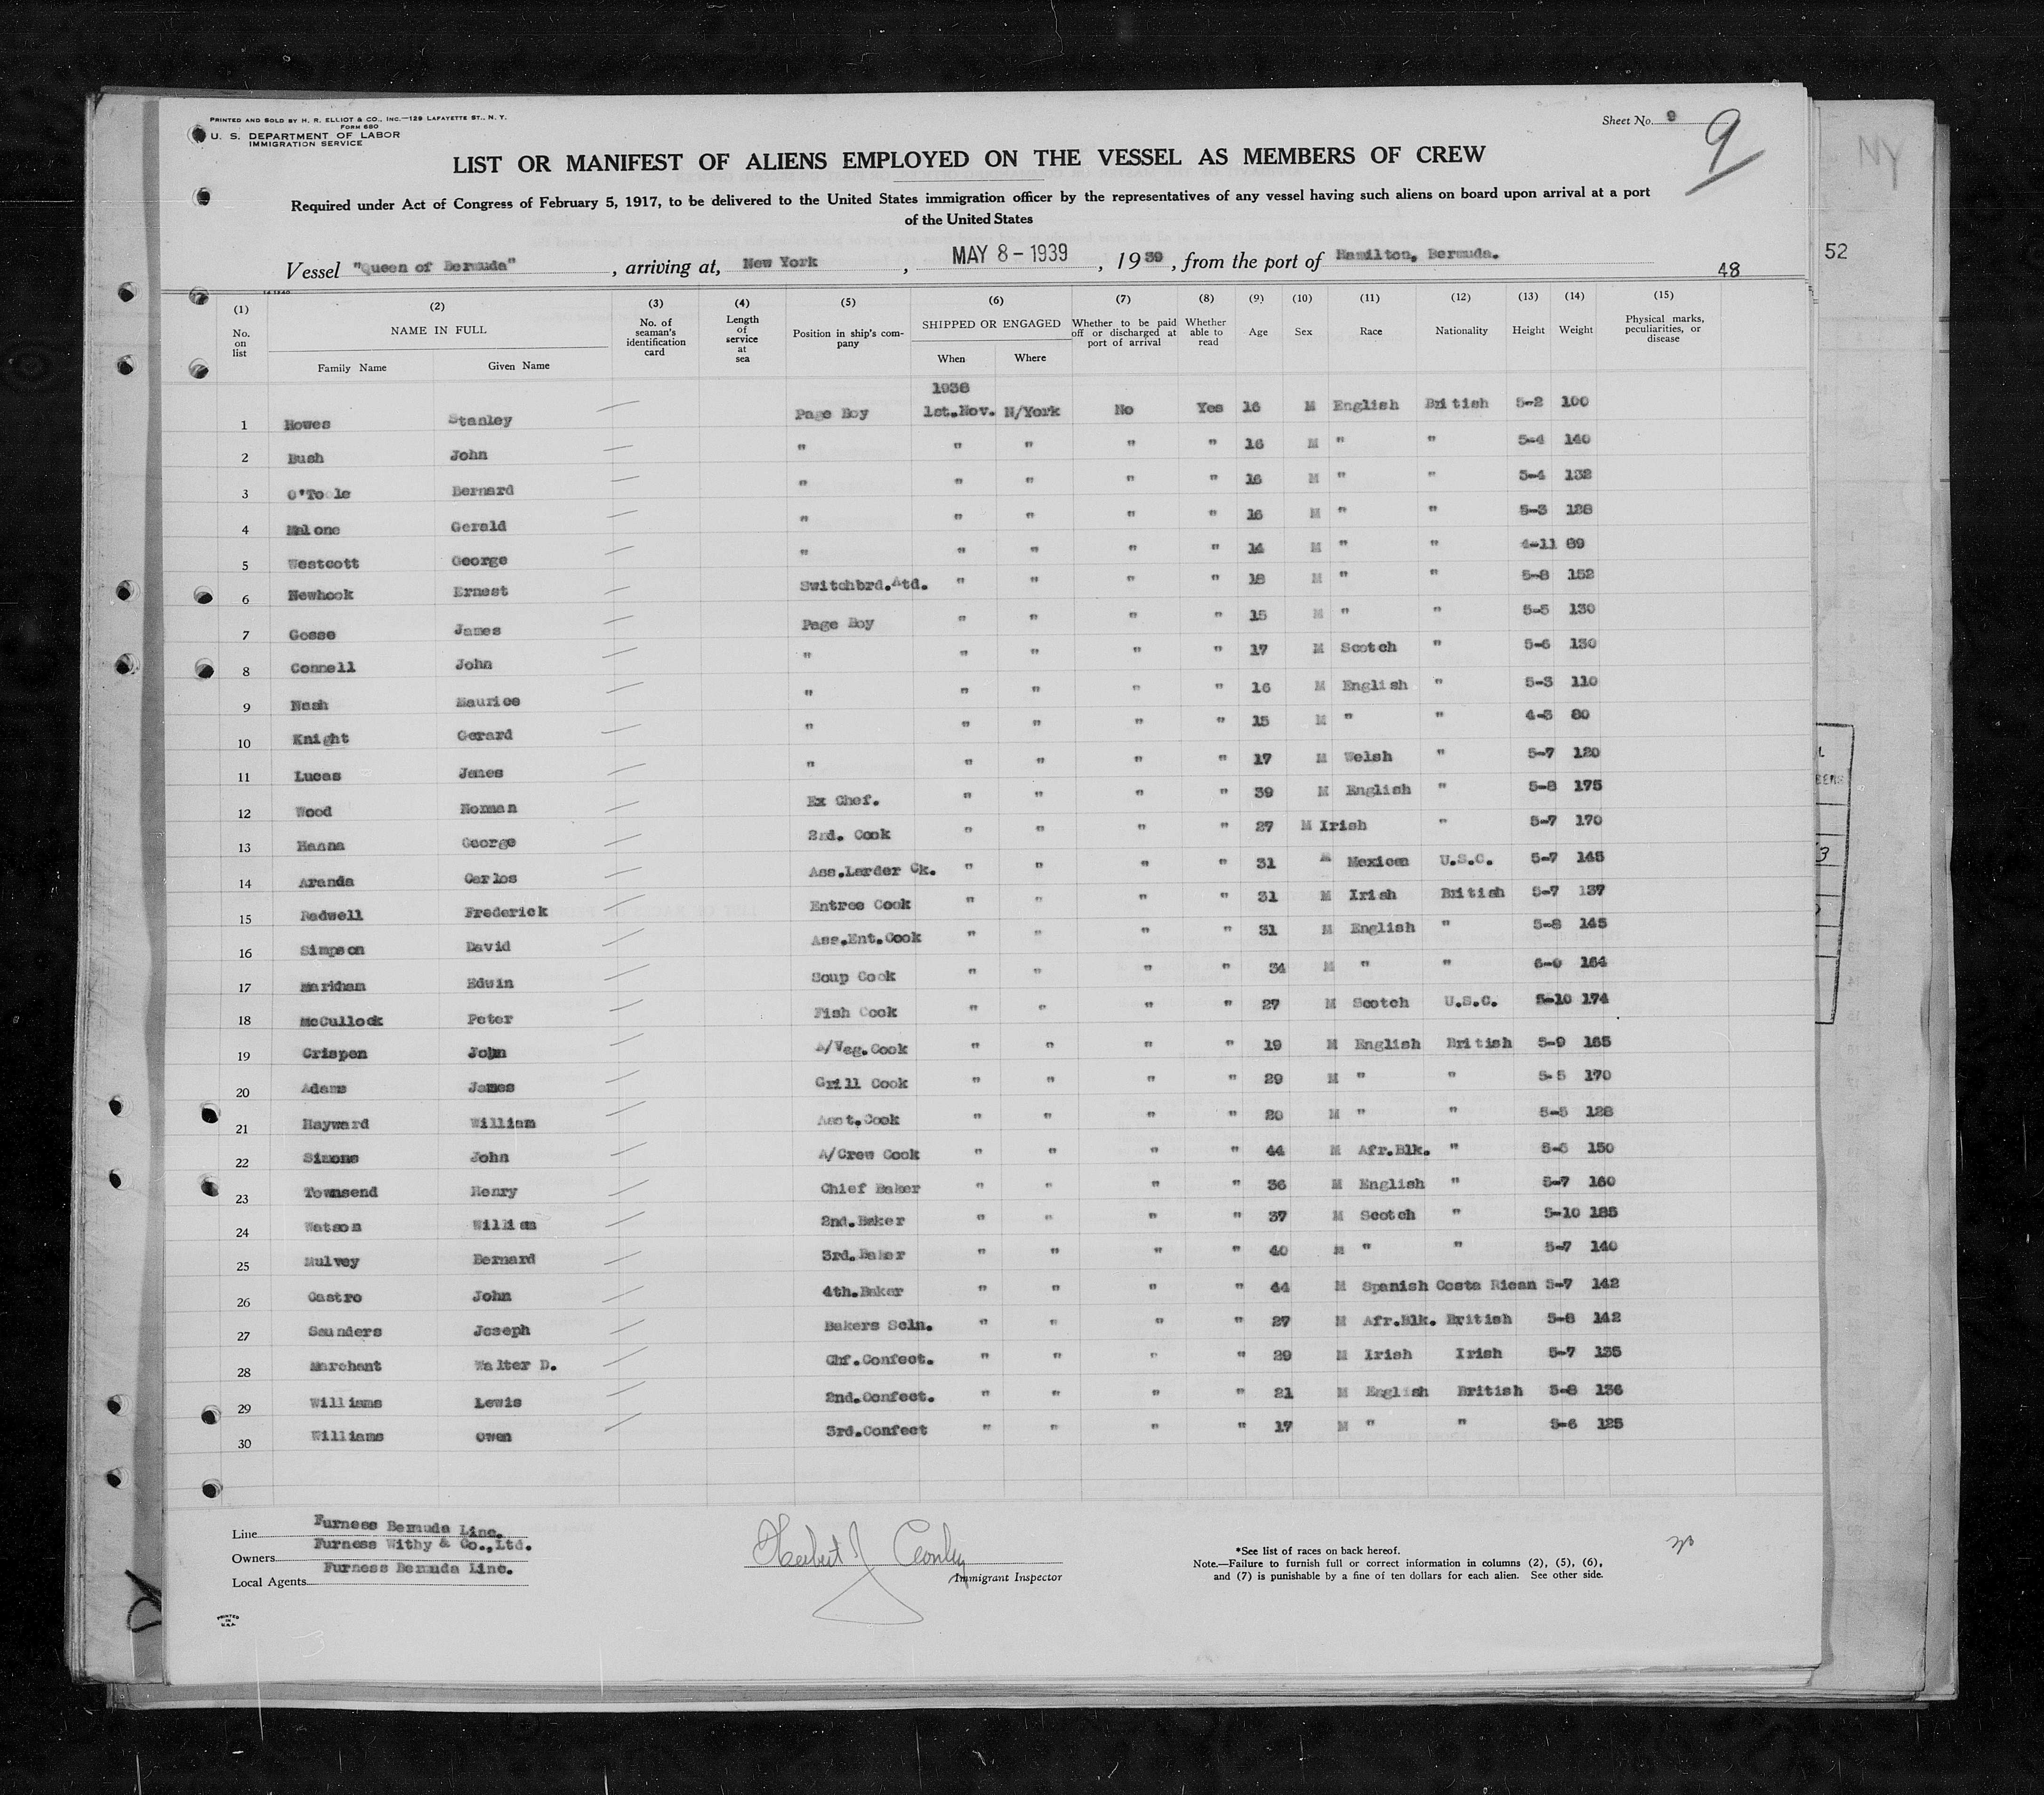 PRINTED AND SOLD BY H. R. ELLIOT & CO., INC.—129 LAFAYETTE ST., N. Y.
FORM 680
U. S. DEPARTMENT OF LABOR
IMMIGRATION SERVICE
Sheet No. 9
9
NY
LIST OR MANIFEST OF ALIENS EMPLOYED ON THE VESSEL AS MEMBERS OF CREW
Required under Act of Congress of February 5, 1917, to be delivered to the United States immigration officer by the representatives of any vessel having such aliens on board upon arrival at a port
of the United States
Vessel "Queen of Bermuda", arriving at, New York, MAY 8 - 1939, 1939, from the port of Hamilton, Bermuda.
48
52
(1) (2) (3) (4) (5) (6) (7) (8) (9) (10) (11) (12) (13) (14) (15)
No. on list NAME IN FULL Family Name Given Name No. of seaman's identification card Length of service at sea Position in ship's company SHIPPED OR ENGAGED When Where Whether to be paid off or discharged at port of arrival Whether able to read Age Sex Race Nationality Height Weight Physical marks, peculiarities, or disease
1938
1 Howes Stanley Page Boy 1st.Nov. N/York No Yes 16 M English British 5-2 100
2 Bush John " " " " " 16 M " " 5-4 140
3 O'Toole Bernard " " " " " 16 M " " 5-4 132
4 Malone Gerald " " " " " 16 M " " 5-3 128
5 Westcott George " " " " " 14 M " " 4-11 89
6 Newhook Ernest Switchbrd.Atd. " " " " 18 M " " 5-8 152
7 Gosse James Page Boy " " " " 15 M " " 5-5 130
8 Connell John " " " " " 17 M Scotch " 5-6 130
9 Nash Maurice " " " " " 16 M English " 5-3 110
10 Knight Gerard " " " " " 15 M " " 4-3 80
11 Lucas James " " " " " 17 M Welsh " 5-7 120
12 Wood Norman Ex Chef. " " " " 39 M English " 5-8 175
13 Hanna George 3rd. Cook " " " " 27 M Irish " 5-7 170
14 Aranda Carlos Ass.Larder Ck. " " " " 31 M Mexican U.S.C. 5-7 145
15 Radwell Frederick Entree Cook " " " " 31 M Irish British 5-7 137
16 Simpson David Ass.Ent.Cook " " " " 31 M English " 5-8 145
17 Markham Edwin Soup Cook " " " " 34 M " " 6-0 164
18 McCullock Peter Fish Cook " " " " 27 M Scotch U.S.C. 5-10 174
19 Crispen John A/Veg.Cook " " " " 19 M English British 5-9 165
20 Adams James Grill Cook " " " " 29 M " " 5-5 170
21 Hayward William Asst.Cook " " " " 20 M " " 5-5 128
22 Simons John A/Crew Cook " " " " 44 M Afr.Blk. " 5-6 150
23 Townsend Henry Chief Baker " " " " 36 M English " 5-7 160
24 Watson William 2nd.Baker " " " " 37 M Scotch " 5-10 185
25 Mulvey Bernard 3rd.Baker " " " " 40 M " " 5-7 140
26 Castro John 4th.Baker " " " " 44 M Spanish Costa Rican 5-7 142
27 Saunders Joseph Bakers Scln. " " " " 27 M Afr.Blk. British 5-8 142
28 Marchant Walter D. Chf.Confect. " " " " 29 M Irish Irish 5-7 135
29 Williams Lewis 2nd.Confect. " " " " 21 M English British 5-8 136
30 Williams Owen 3rd.Confect " " " " 17 M " " 5-6 125
Line Furness Bermuda Line.
Owners Furness Withy & Co.,Ltd.
Local Agents Furness Bermuda Line.
Herbert J Conley
Immigrant Inspector
*See list of races on back hereof.
Note.—Failure to furnish full or correct information in columns (2), (5), (6),
and (7) is punishable by a fine of ten dollars for each alien. See other side.
PRINTED
IN
U.S.A.